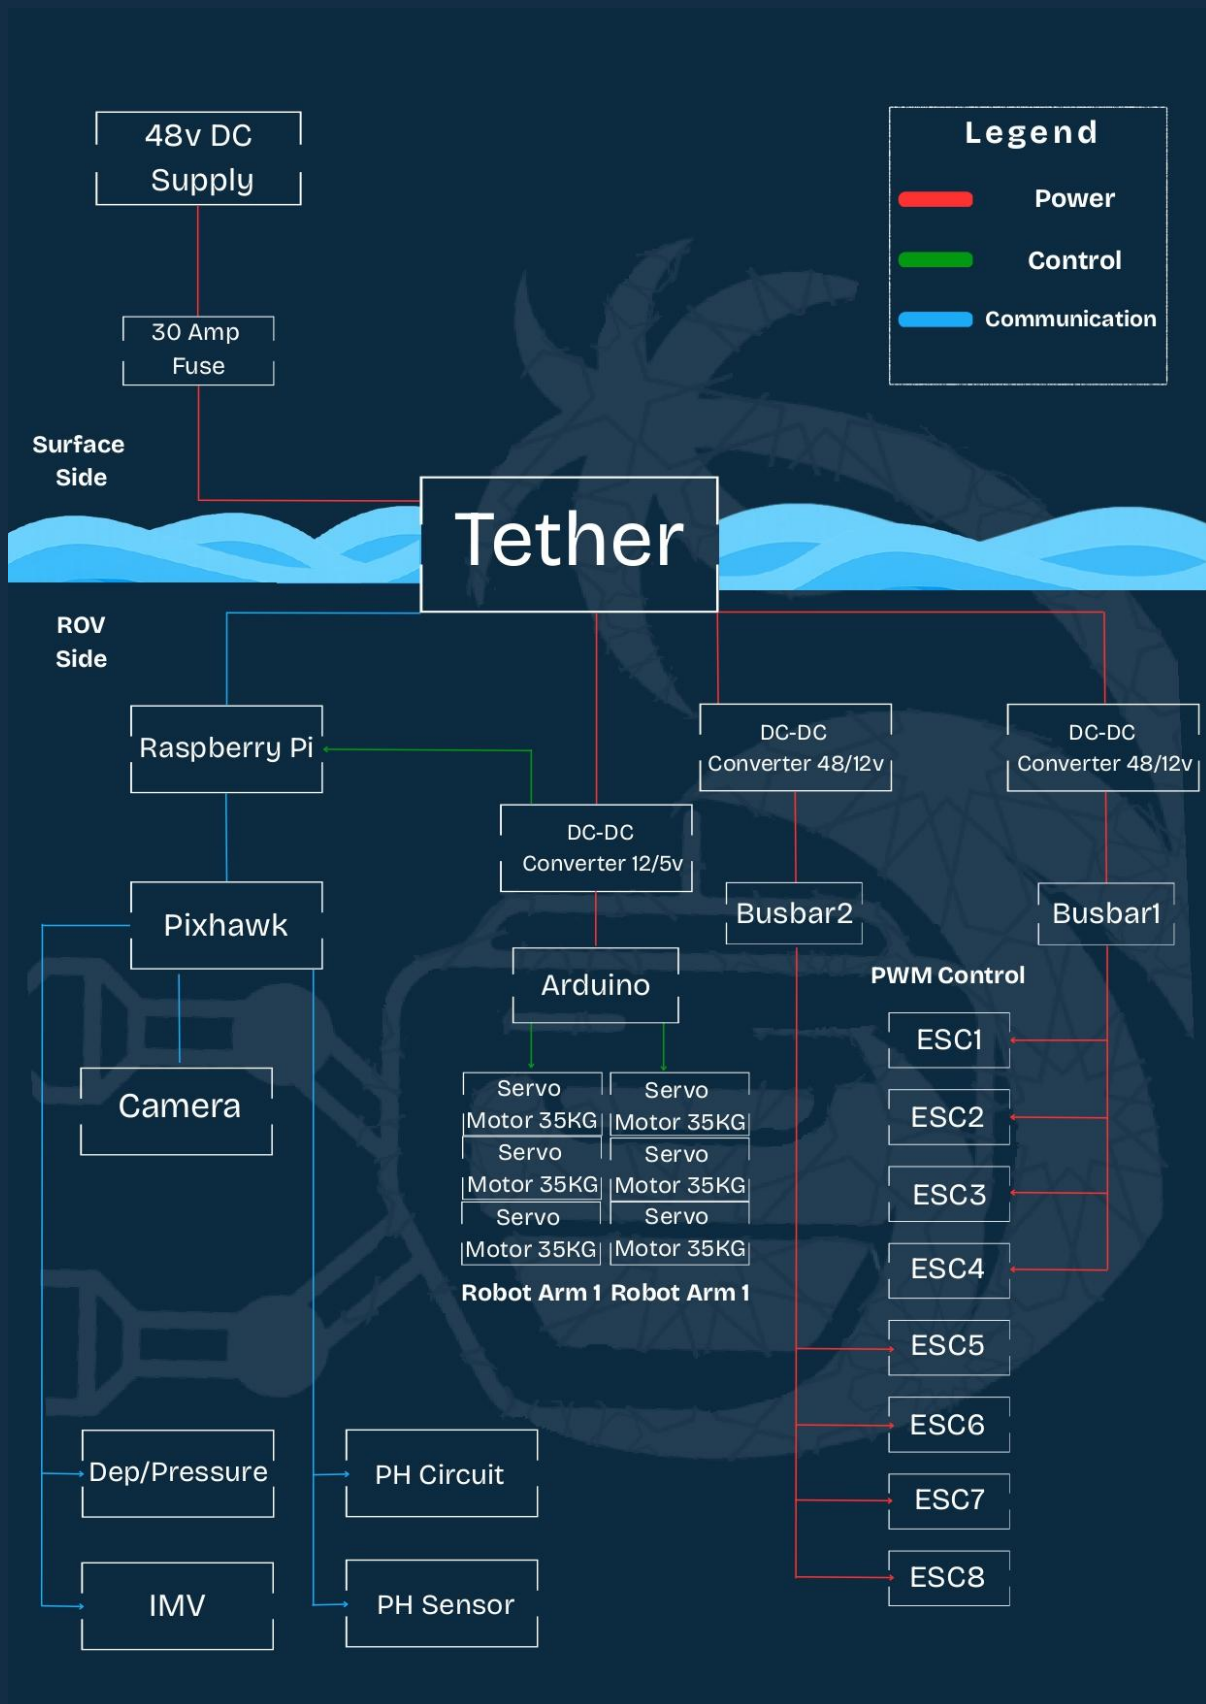 48v DC
Supply
Legend
Power
Control
Communication
30 Amp
Fuse
Surface
Side
Tether
ROV
Side
Raspberry Pi
DC-DC
Converter 48/12v
DC-DC
Converter 48/12v
DC-DC
Converter 12/5v
Pixhawk
Busbar2
Busbar1
Arduino
PWM Control
Camera
Servo
Motor 35KG
Servo
Motor 35KG
Servo
Motor 35KG
Servo
Motor 35KG
Servo
Motor 35KG
Servo
Motor 35KG
Robot Arm 1
Robot Arm 1
ESC1
ESC2
ESC3
ESC4
ESC5
ESC6
ESC7
ESC8
Dep/Pressure
PH Circuit
IMV
PH Sensor